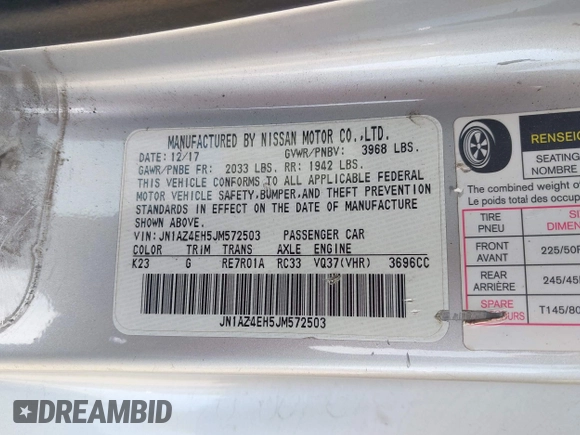 MANUFACTURED BY NISSAN MOTOR CO.,LTD.
DATE: 12/17 GVWR/PNBV: 3968 LBS.
GAWR/PNBE FR: 2033 LBS. RR: 1942 LBS.
THIS VEHICLE CONFORMS TO ALL APPLICABLE FEDERAL
MOTOR VEHICLE SAFETY,BUMPER,AND THEFT PREVENTION
STANDARDS IN EFFECT ON THE DATE OF MANUFACTURE
SHOWN ABOVE.
VIN: JN1AZ4EH5JM572503 PASSENGER CAR
COLOR TRIM TRANS AXLE ENGINE
K23 G RE7R01A RC33 VQ37(VHR) 3696CC
JN1AZ4EH5JM572503
SEATING
The combined weight of
Le poids total des
TIRE
PNEU
FRONT
AVANT
225/50
REAR
ARRIÈRE
245/45
SPARE
T145/80
DREAMBID